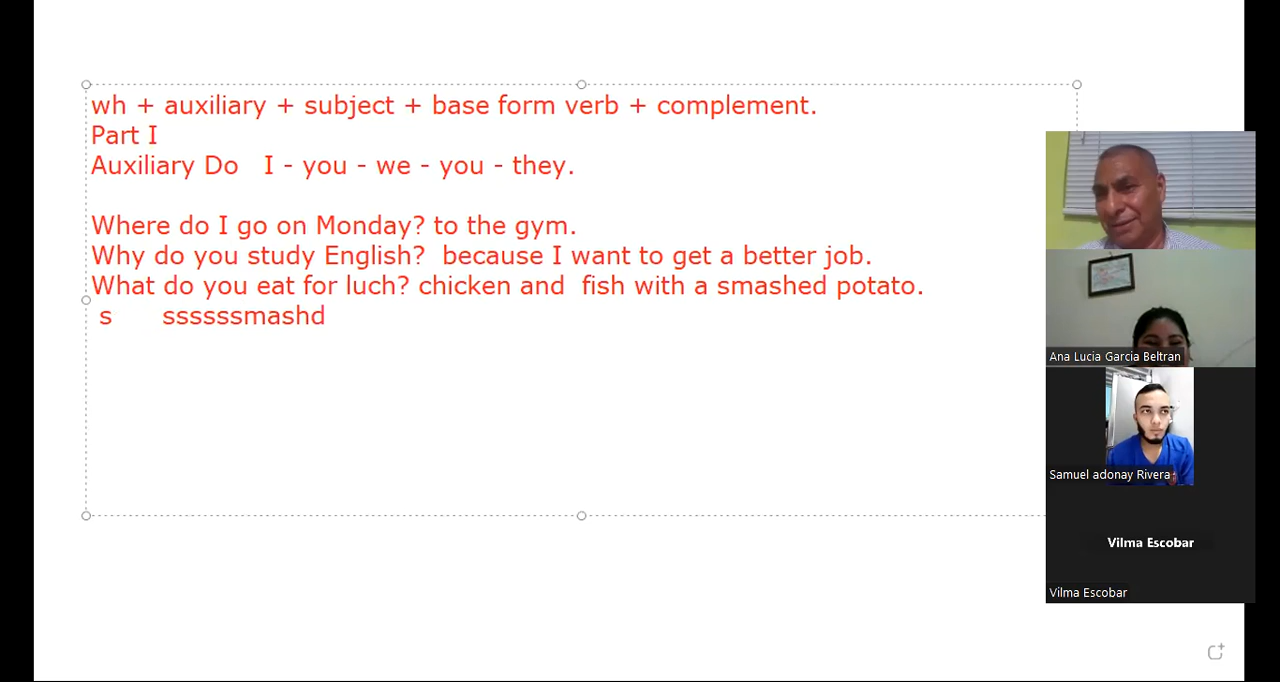 wh + auxiliary + subject + base form verb + complement.
Part I
Auxiliary Do I - you - we - you - they.
Where do I go on Monday? to the gym.
Why do you study English? because I want to get a better job.
What do you eat for luch? chicken and fish with a smashed potato.
s ssssssmashd
Ana Lucia Garcia Beltran
Samuel adonay Rivera
Vilma Escobar
Vilma Escobar